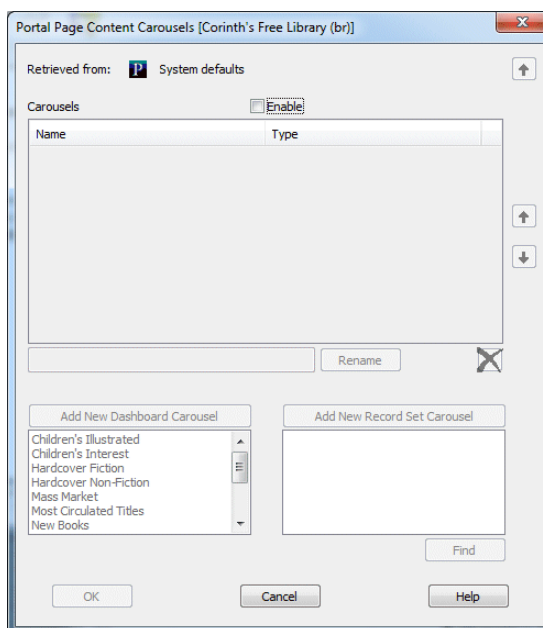 Portal Page Content Carousels [Corinth's Free Library (br)]
Retrieved from: P System defaults
Carousels Enable
Name Type
Rename
Add New Dashboard Carousel Add New Record Set Carousel
Children's Illustrated
Children's Interest
Hardcover Fiction
Hardcover Non-Fiction
Mass Market
Most Circulated Titles
New Books
Find
OK Cancel Help